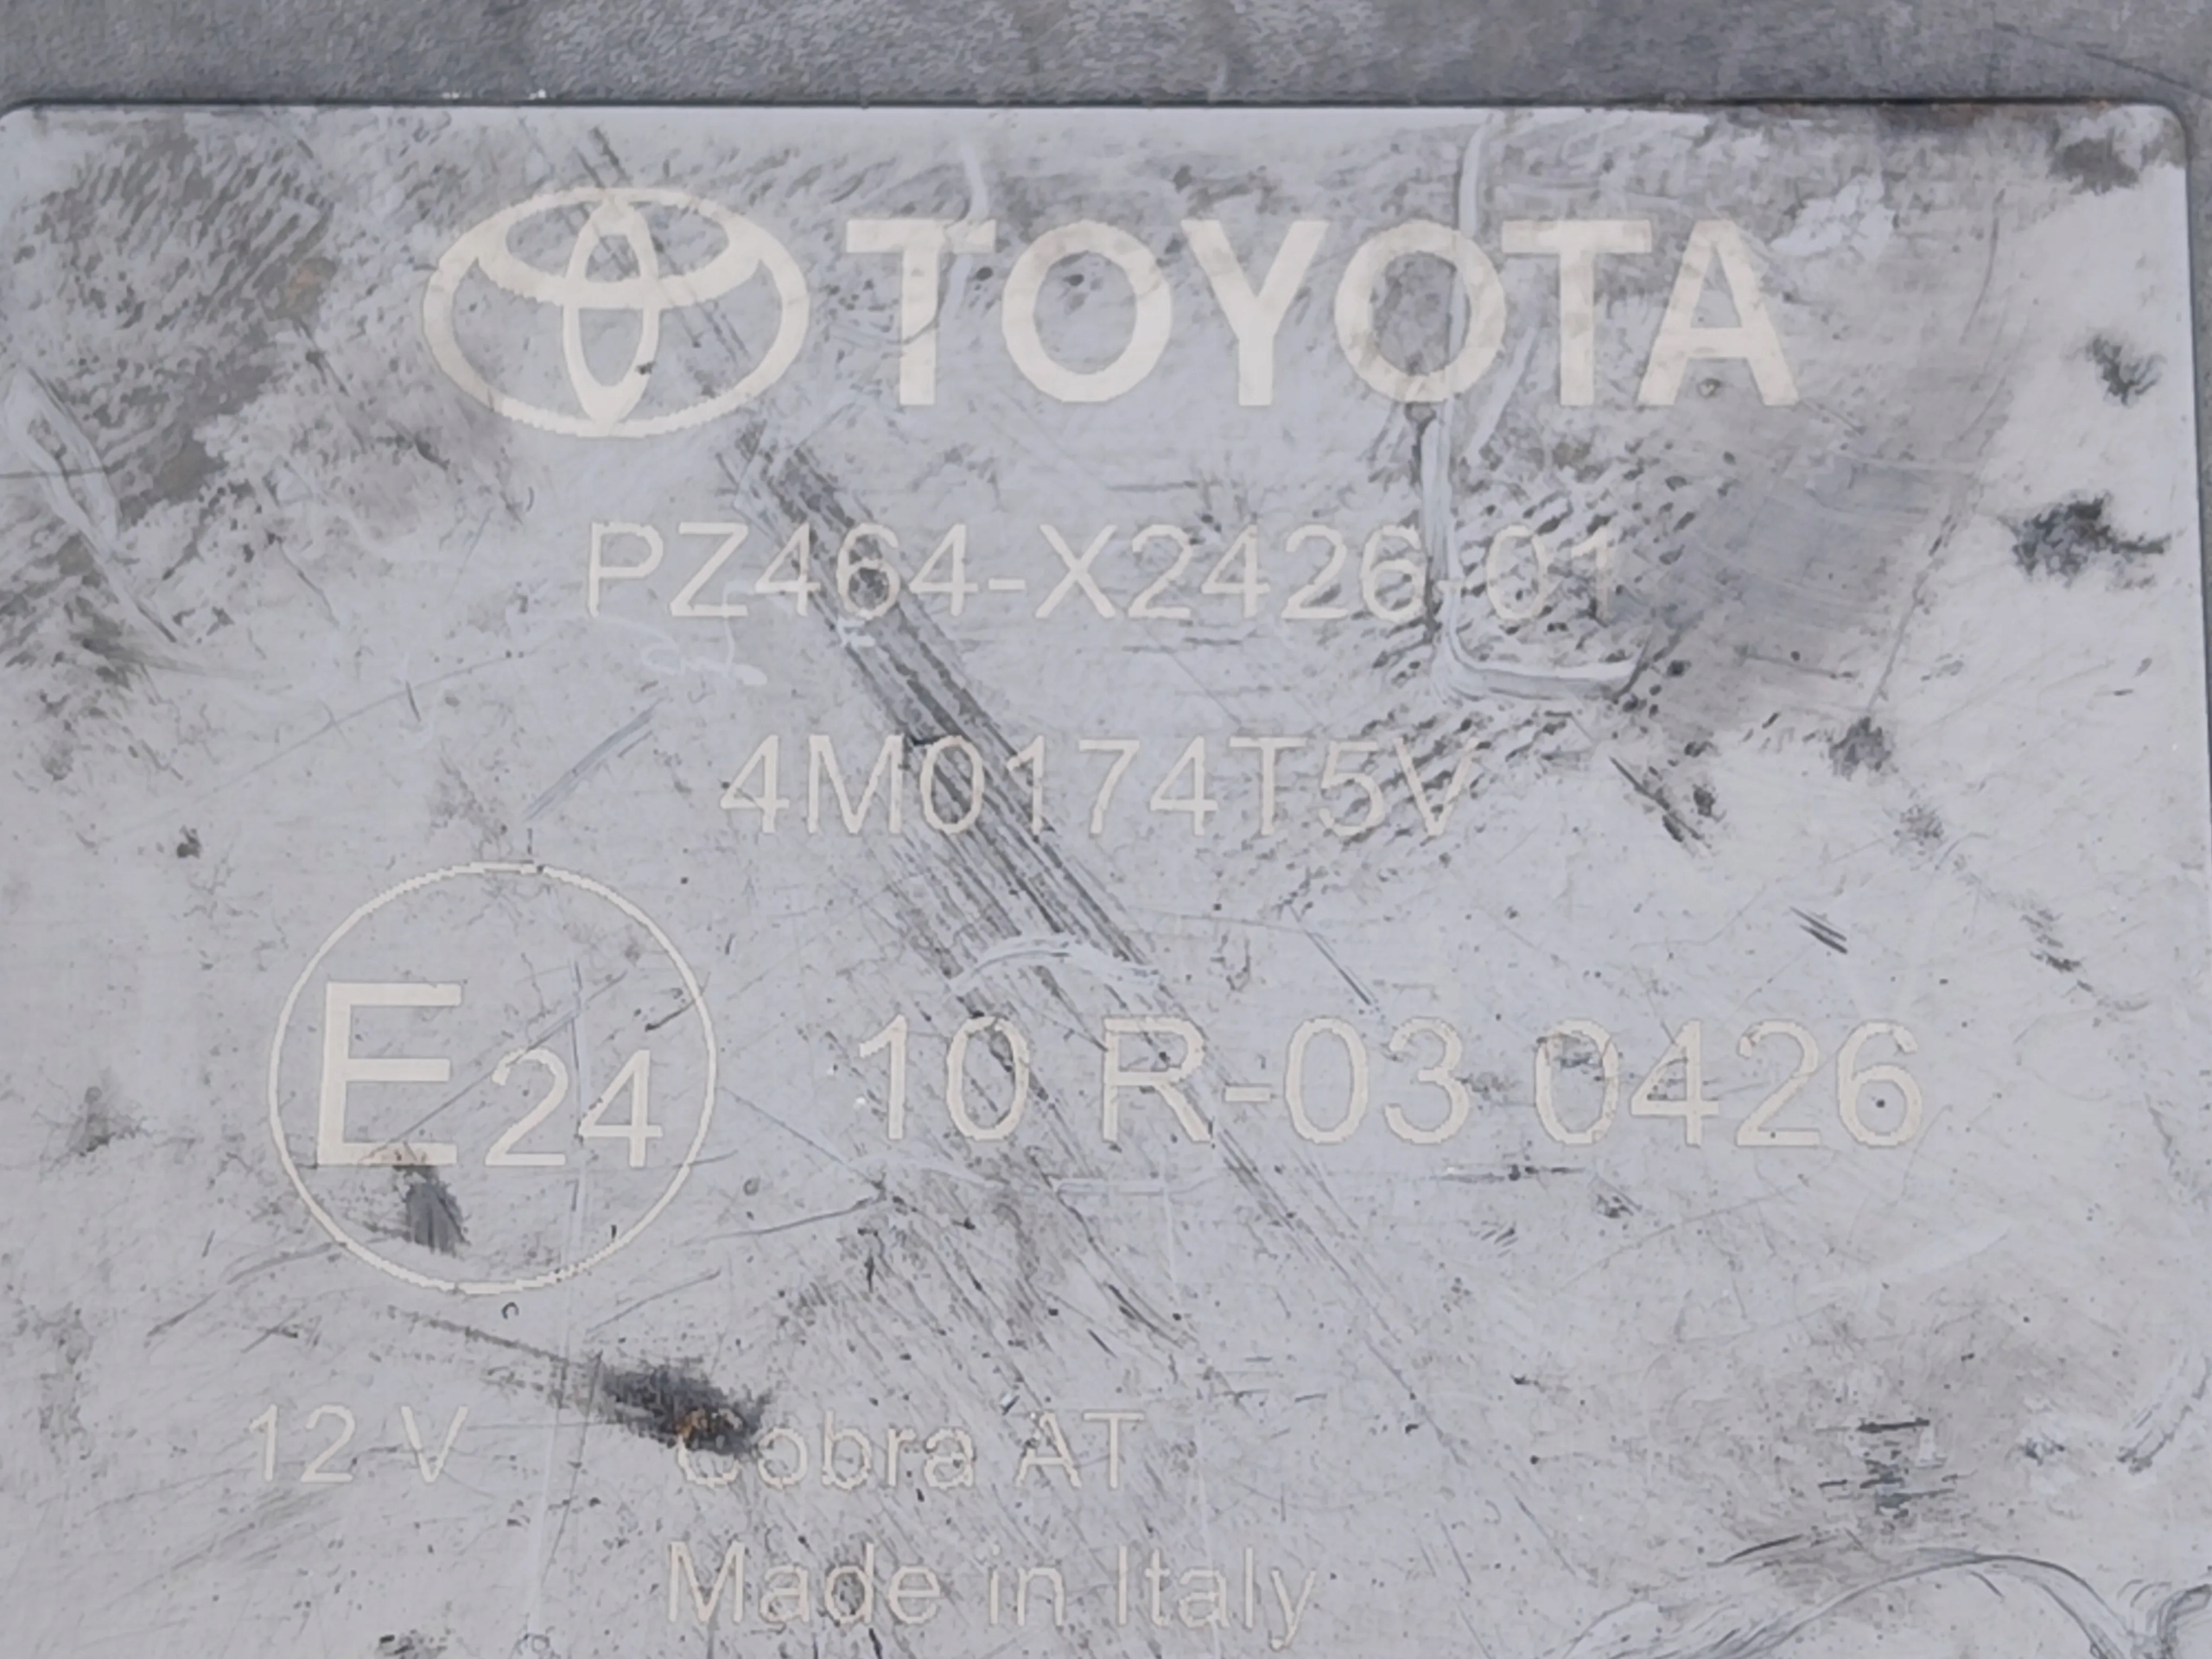 TOYOTA
PZ464-X2426-01
4M0174T5V
E24 10 R-03 0426
12 V Cobra AT
Made in Italy